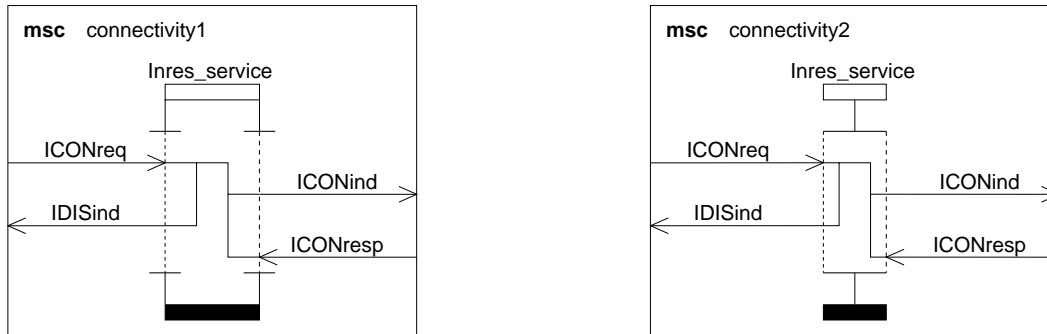 msc connectivity1
Inres_service
ICONreq
ICONind
IDISind
ICONresp
msc connectivity2
Inres_service
ICONreq
ICONind
IDISind
ICONresp